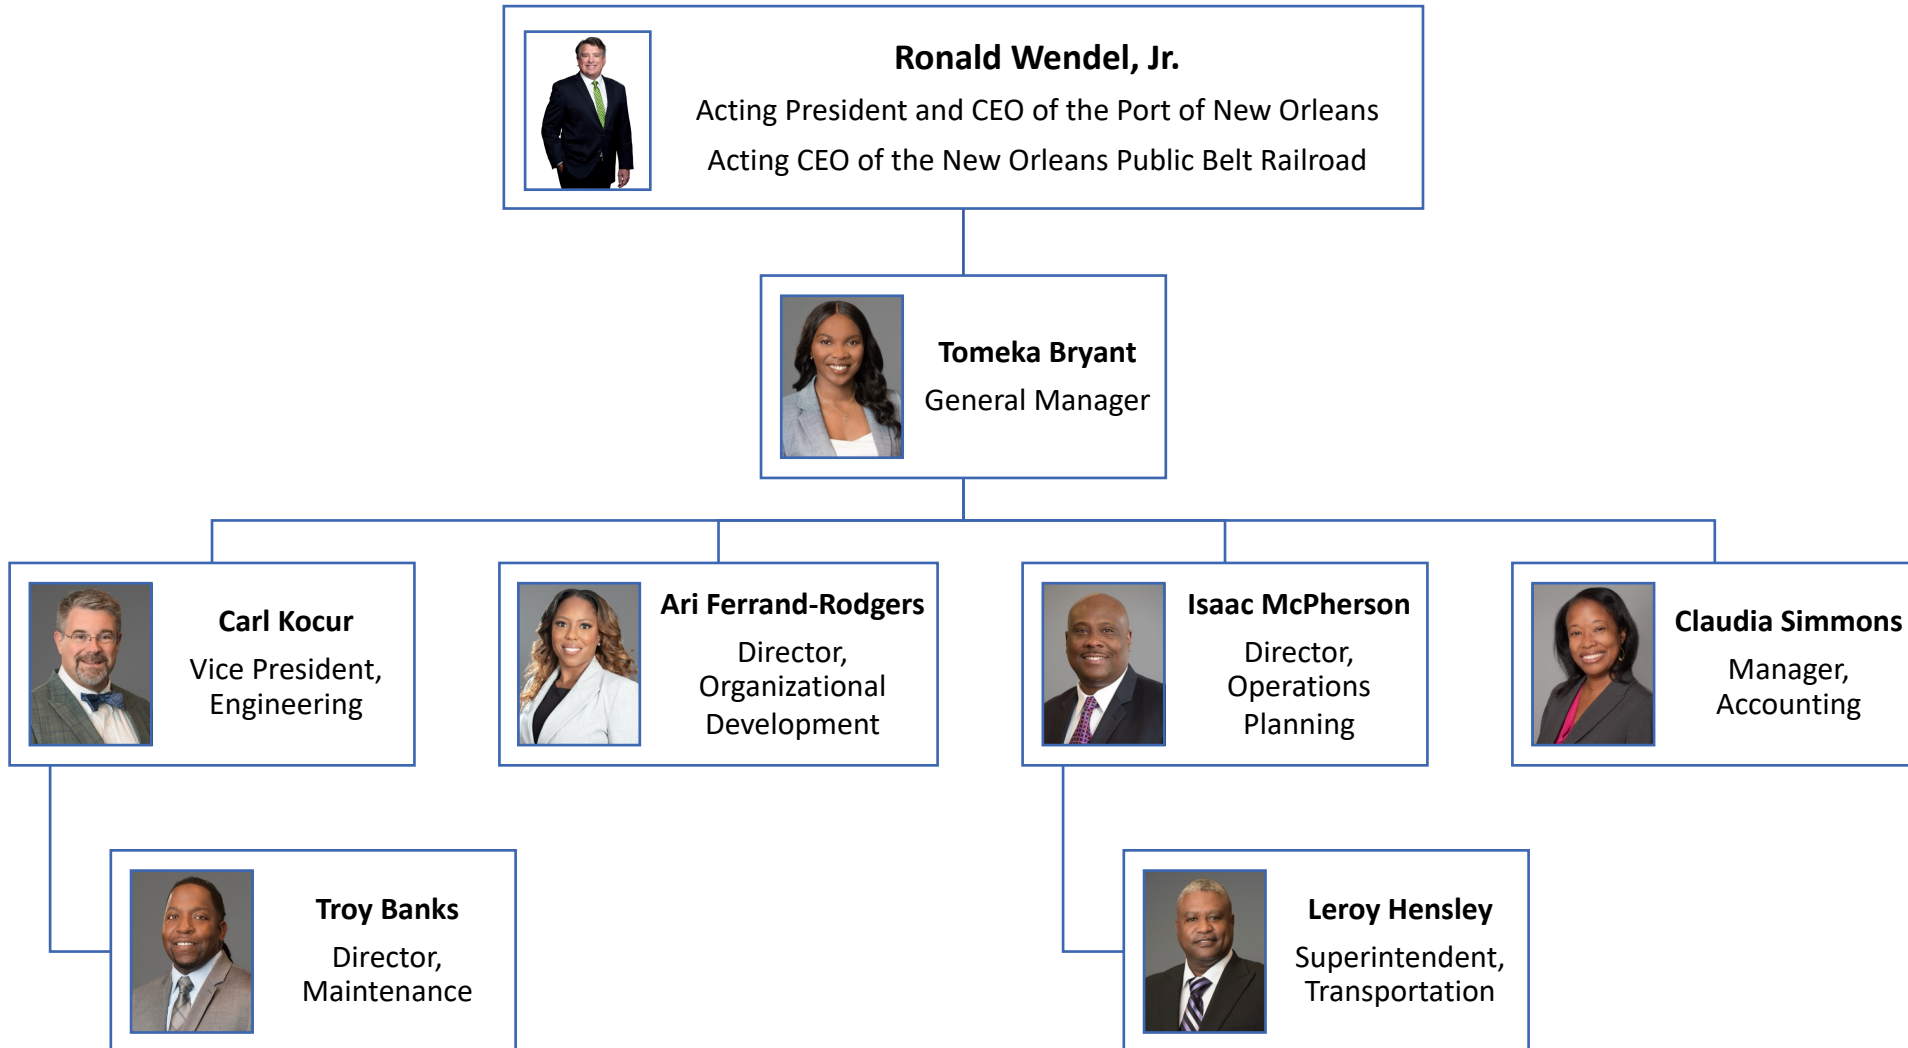 Ronald Wendel, Jr.
Acting President and CEO of the Port of New Orleans
Acting CEO of the New Orleans Public Belt Railroad
Tomeka Bryant
General Manager
Carl Kocur
Vice President,
Engineering
Ari Ferrand-Rodgers
Director,
Organizational
Development
Isaac McPherson
Director,
Operations
Planning
Claudia Simmons
Manager,
Accounting
Troy Banks
Director,
Maintenance
Leroy Hensley
Superintendent,
Transportation